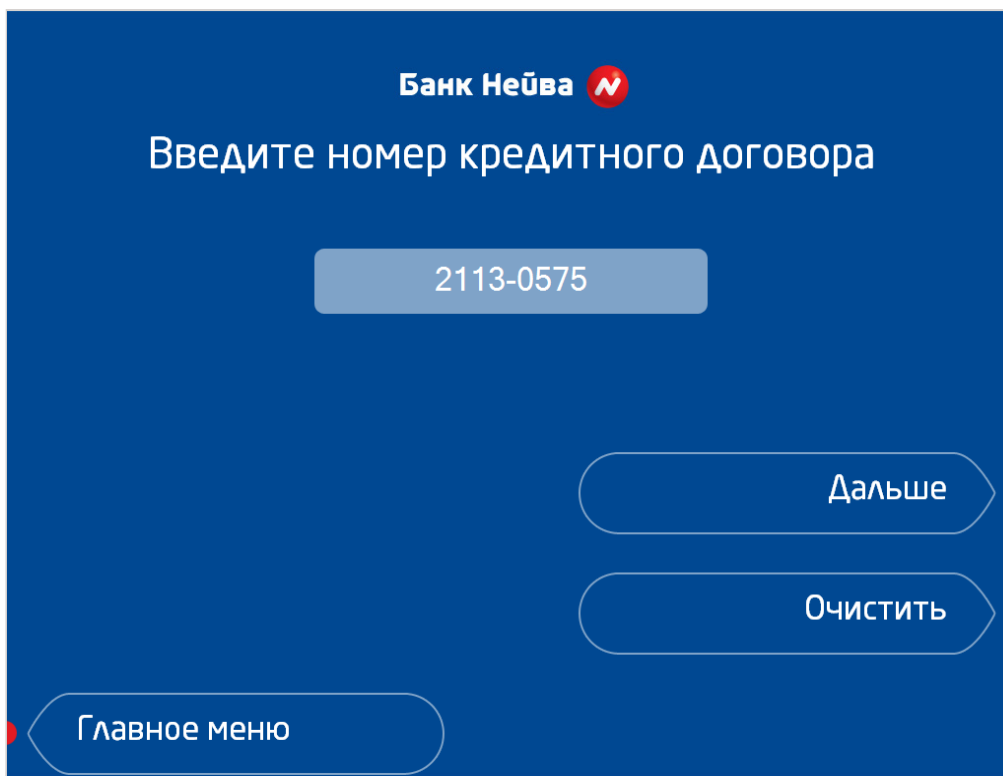 Банк Нейва
Введите номер кредитного договора
2113-0575
Дальше
Очистить
Главное меню